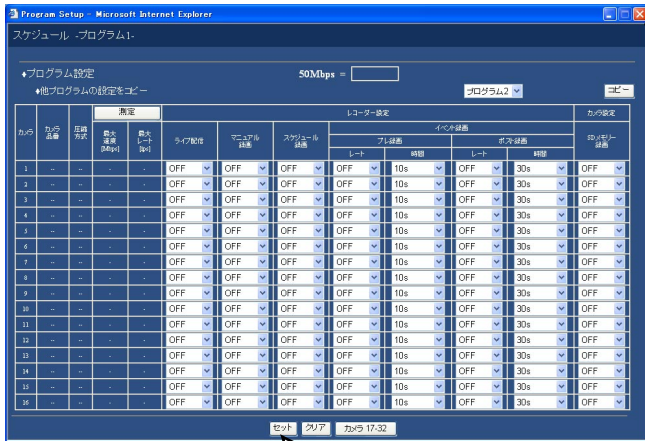 Program Setup - Microsoft Internet Explorer
スケジュール -プログラム1-
♦プログラム設定 50Mbps =
♦他プログラムの設定をコピー プログラム2 コピー
測定 レコーダー設定 カメラ設定
カメラ カメラ品番 圧縮方式 最大速度[Mbps] 最大レート[ips] ライブ配信 マニュアル録画 スケジュール録画 イベント録画 SDメモリー録画
プレ録画 ポスト録画
レート 時間 レート 時間
1 -- -- - - OFF OFF OFF OFF 10s OFF 30s OFF
2 -- -- - - OFF OFF OFF OFF 10s OFF 30s OFF
3 -- -- - - OFF OFF OFF OFF 10s OFF 30s OFF
4 -- -- - - OFF OFF OFF OFF 10s OFF 30s OFF
5 -- -- - - OFF OFF OFF OFF 10s OFF 30s OFF
6 -- -- - - OFF OFF OFF OFF 10s OFF 30s OFF
7 -- -- - - OFF OFF OFF OFF 10s OFF 30s OFF
8 -- -- - - OFF OFF OFF OFF 10s OFF 30s OFF
9 -- -- - - OFF OFF OFF OFF 10s OFF 30s OFF
10 -- -- - - OFF OFF OFF OFF 10s OFF 30s OFF
11 -- -- - - OFF OFF OFF OFF 10s OFF 30s OFF
12 -- -- - - OFF OFF OFF OFF 10s OFF 30s OFF
13 -- -- - - OFF OFF OFF OFF 10s OFF 30s OFF
14 -- -- - - OFF OFF OFF OFF 10s OFF 30s OFF
15 -- -- - - OFF OFF OFF OFF 10s OFF 30s OFF
16 -- -- - - OFF OFF OFF OFF 10s OFF 30s OFF
セット クリア カメラ 17-32